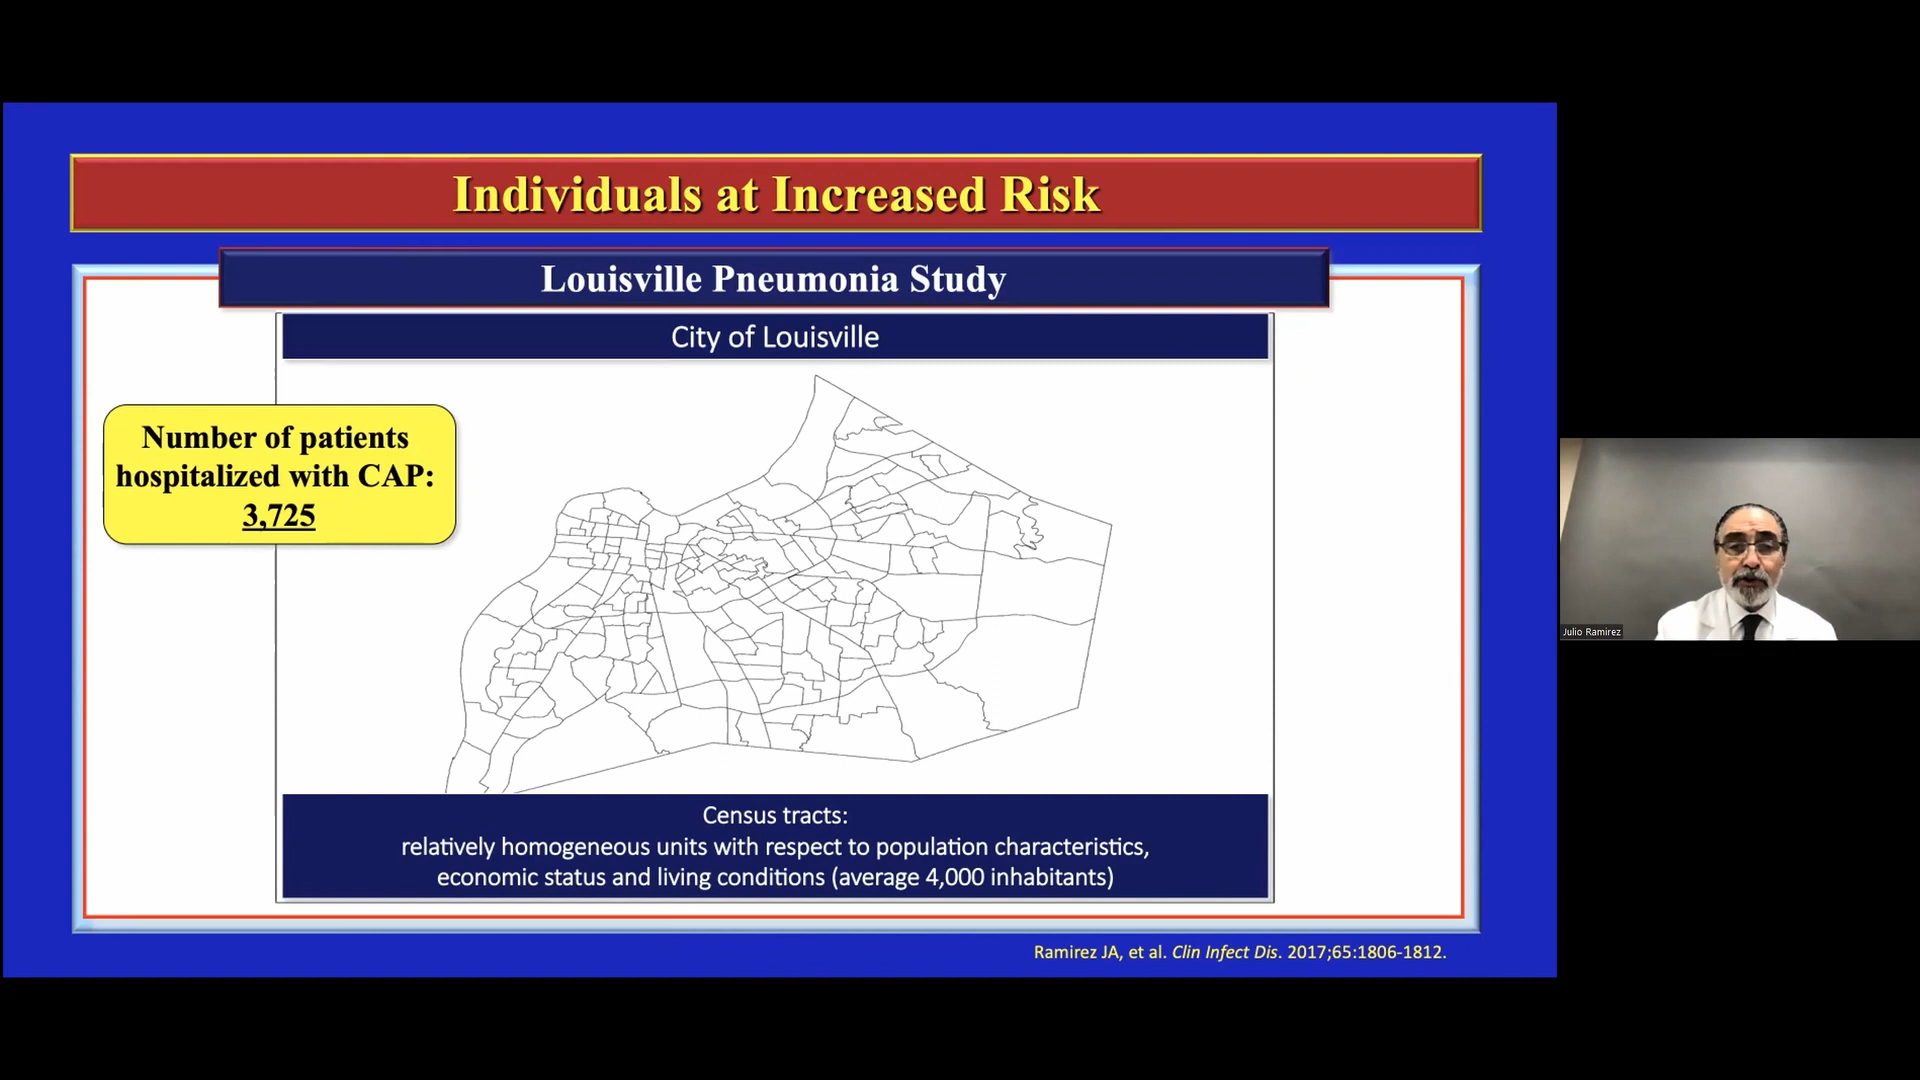 Individuals at Increased Risk
Louisville Pneumonia Study
City of Louisville
Number of patients
hospitalized with CAP:
3,725
Census tracts:
relatively homogeneous units with respect to population characteristics,
economic status and living conditions (average 4,000 inhabitants)
Ramirez JA, et al. Clin Infect Dis. 2017;65:1806-1812.
Julio Ramirez